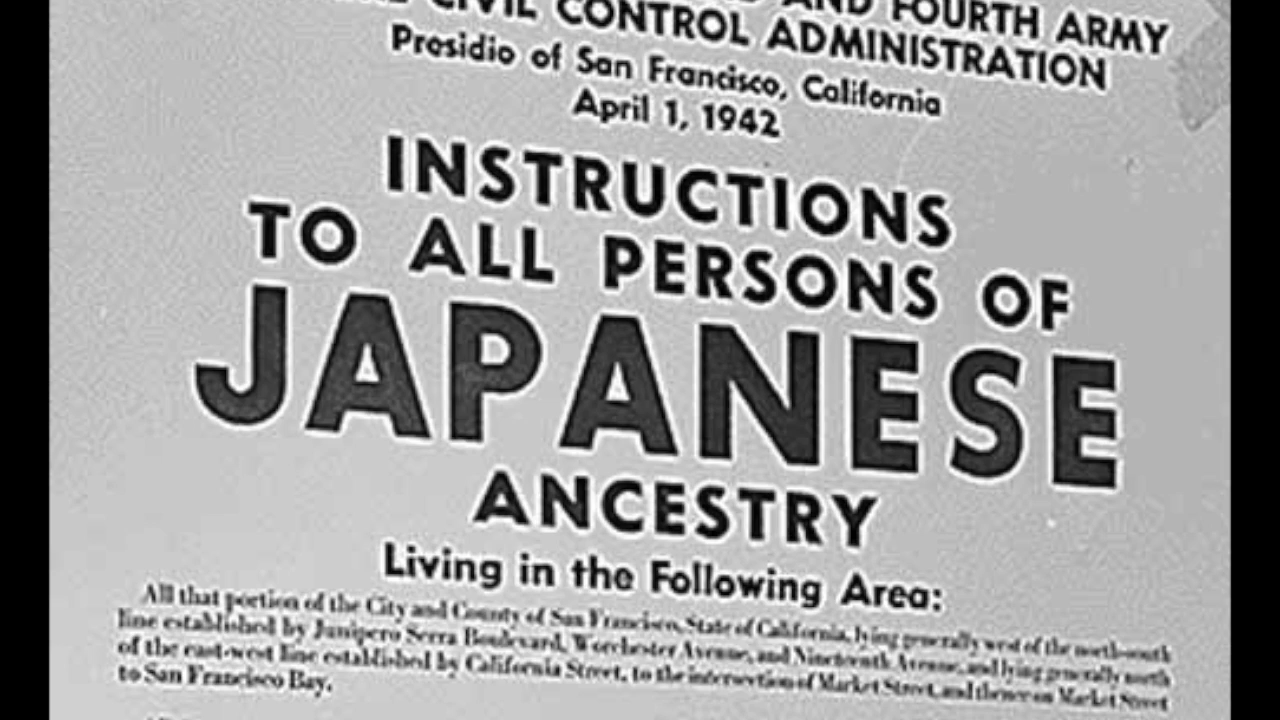 AND FOURTH ARMY
CIVIL CONTROL ADMINISTRATION
Presidio of San Francisco, California
April 1, 1942
INSTRUCTIONS
TO ALL PERSONS OF
JAPANESE
ANCESTRY
Living in the Following Area:
All that portion of the City and County of San Francisco, State of California, lying generally west of the north-south
line established by Junipero Serra Boulevard, Worchester Avenue, and Nineteenth Avenue, and lying generally north
of the east-west line established by California Street, to the intersection of Market Street, and thence on Market Street
to San Francisco Bay.